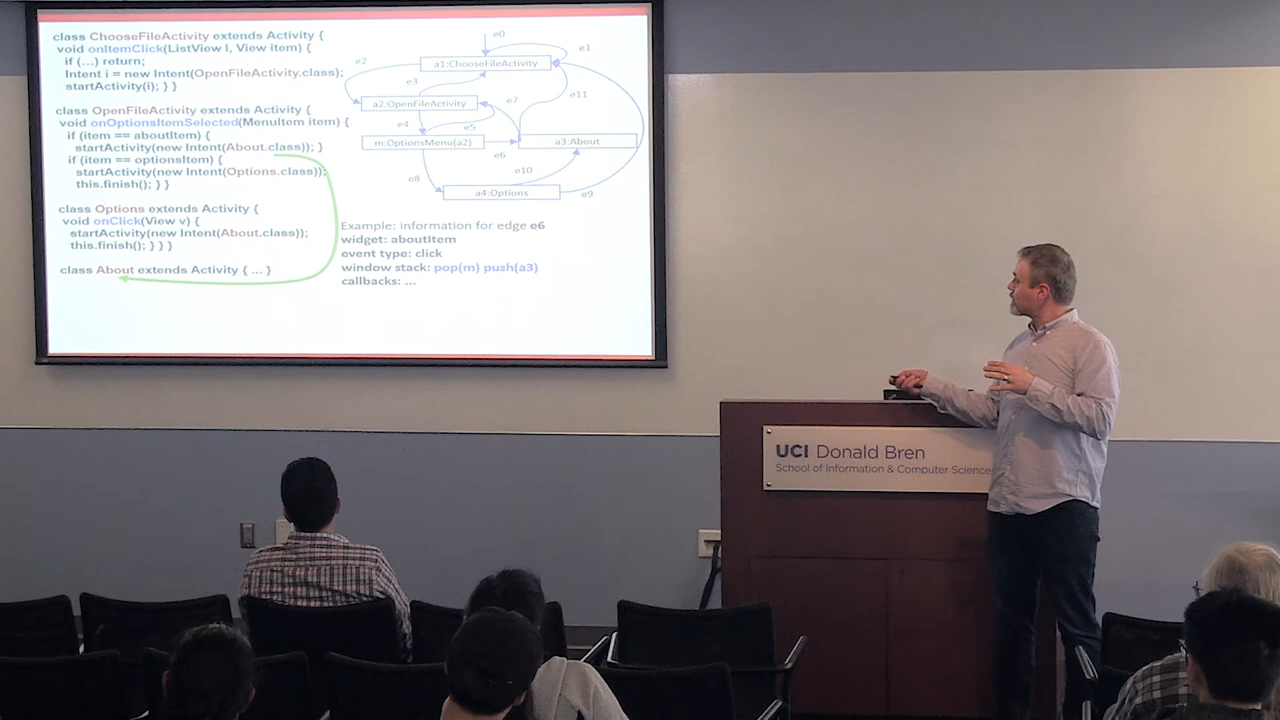 class ChooseFileActivity extends Activity {
void onItemClick(ListView l, View item) {
if (...) return;
Intent i = new Intent(OpenFileActivity.class);
startActivity(i); } }
class OpenFileActivity extends Activity {
void onOptionsItemSelected(MenuItem item) {
if (item == aboutItem) {
startActivity(new Intent(About.class)); }
if (item == optionsItem) {
startActivity(new Intent(Options.class));
this.finish(); } }
class Options extends Activity {
void onClick(View v) {
startActivity(new Intent(About.class));
this.finish(); } } }
class About extends Activity { ... }
e0
e1
a1:ChooseFileActivity
e2
e3
e11
a2:OpenFileActivity
e7
e4
e5
m:OptionsMenu(a2)
a3:About
e6
e10
e8
a4:Options
e9
Example: information for edge e6
widget: aboutItem
event type: click
window stack: pop(m) push(a3)
callbacks: ...
UCI Donald Bren
School of Information & Computer Science